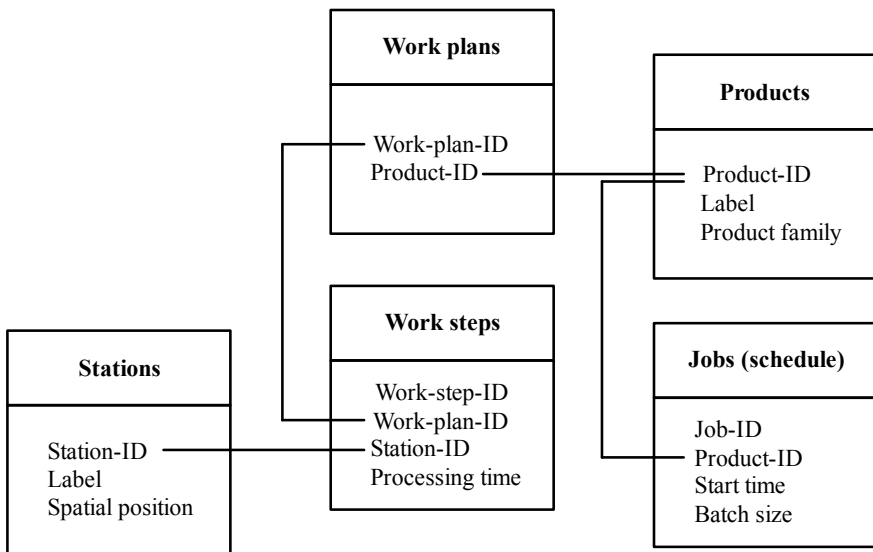 Work plans
Work-plan-ID
Product-ID
Products
Product-ID
Label
Product family
Work steps
Work-step-ID
Work-plan-ID
Station-ID
Processing time
Stations
Station-ID
Label
Spatial position
Jobs (schedule)
Job-ID
Product-ID
Start time
Batch size